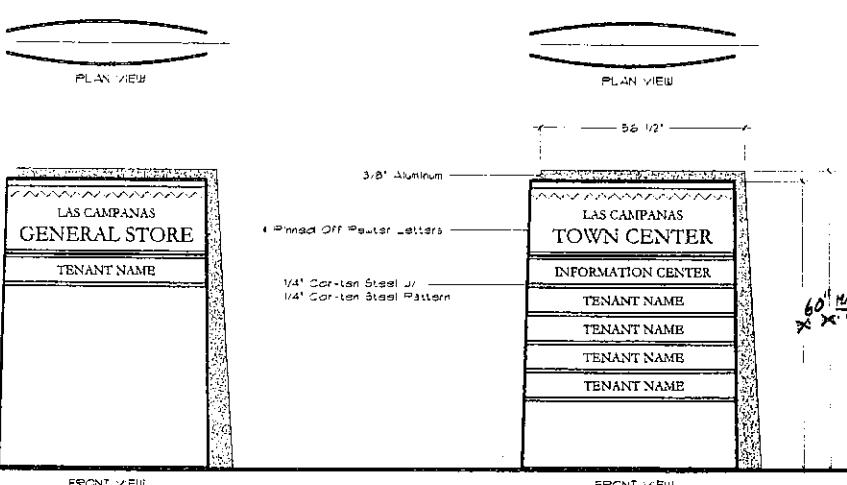 PLAN VIEW
PLAN VIEW
56 1/2"
3/8" Aluminum
LAS CAMPANAS
GENERAL STORE
TENANT NAME
Pinned Off Pewter Letters
1/4" Cor-ten Steel w/
1/4" Cor-ten Steel Pattern
LAS CAMPANAS
TOWN CENTER
INFORMATION CENTER
TENANT NAME
TENANT NAME
TENANT NAME
TENANT NAME
60"
FRONT VIEW
FRONT VIEW